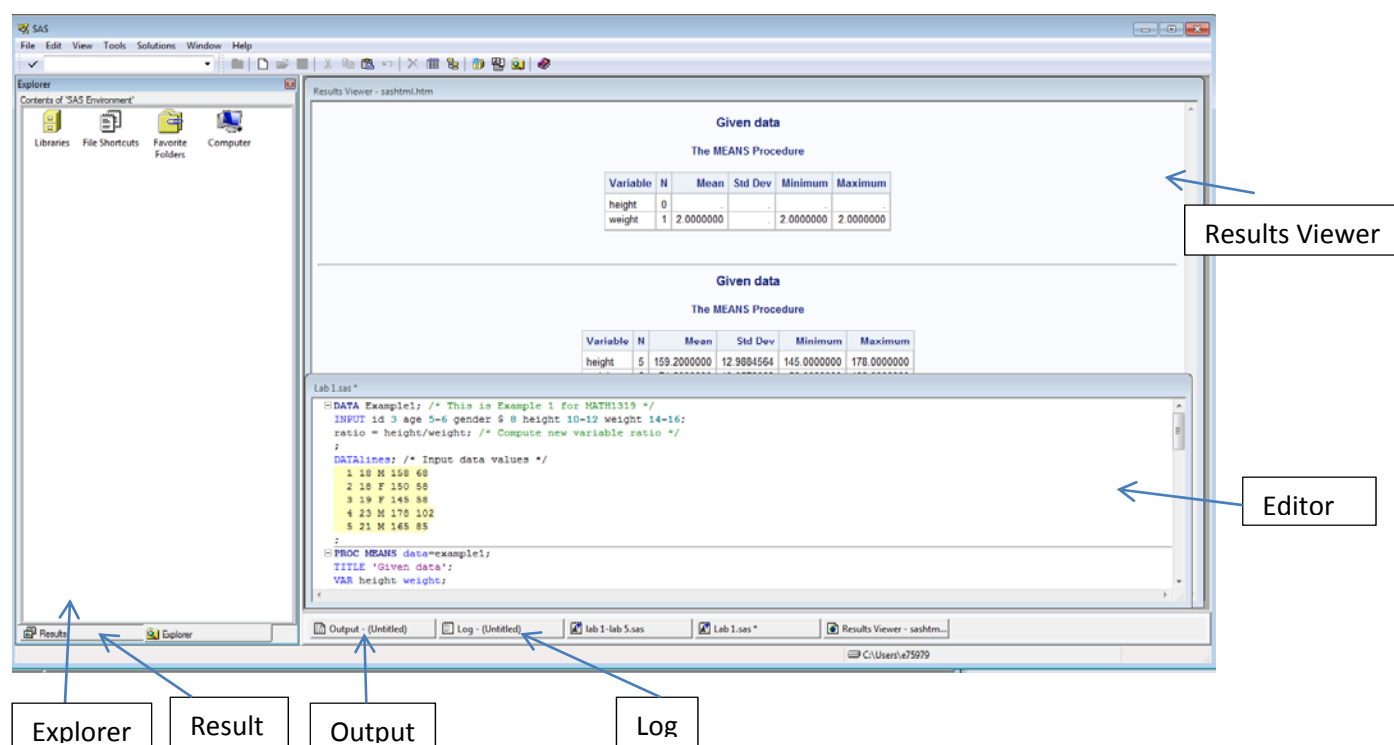 SAS
File Edit View Tools Solutions Window Help
Explorer
Contents of 'SAS Environment'
Libraries File Shortcuts Favorite Folders Computer
Results Viewer - sashtml.htm
Given data
The MEANS Procedure
Variable N Mean Std Dev Minimum Maximum
height 0 . . . .
weight 1 2.0000000 . 2.0000000 2.0000000
Given data
The MEANS Procedure
Variable N Mean Std Dev Minimum Maximum
height 5 159.2000000 12.9884564 145.0000000 178.0000000
Results Viewer
Lab 1.sas *
DATA Example1; /* This is Example 1 for MATH1319 */
INPUT id 3 age 5-6 gender $ 8 height 10-12 weight 14-16;
ratio = height/weight; /* Compute new variable ratio */
;
DATAlines; /* Input data values */
1 18 M 158 68
2 18 F 150 58
3 19 F 145 58
4 23 M 178 102
5 21 M 165 85
;
PROC MEANS data=example1;
TITLE 'Given data';
VAR height weight;
Editor
Results Explorer
Output - (Untitled) Log - (Untitled) lab 1-lab 5.sas Lab 1.sas * Results Viewer - sashtm...
C:\Users\e75979
Explorer Result Output Log